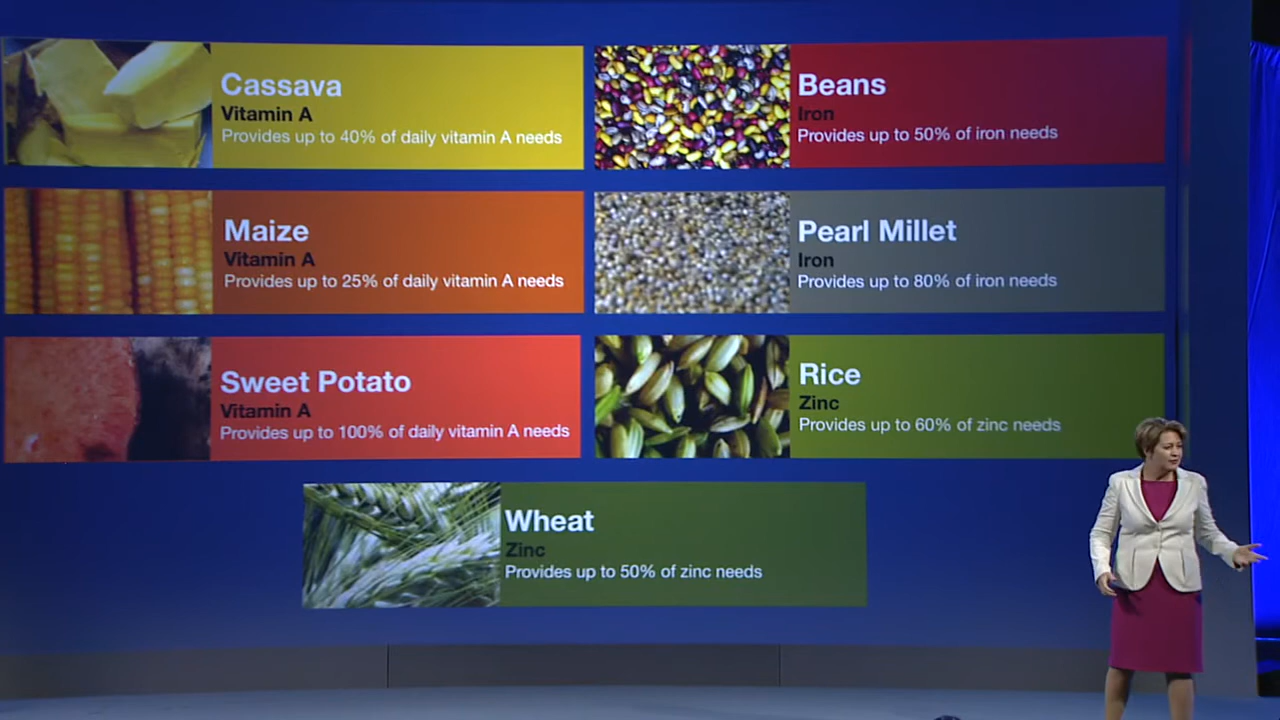 Cassava
Vitamin A
Provides up to 40% of daily vitamin A needs
Beans
Iron
Provides up to 50% of iron needs
Maize
Vitamin A
Provides up to 25% of daily vitamin A needs
Pearl Millet
Iron
Provides up to 80% of iron needs
Sweet Potato
Vitamin A
Provides up to 100% of daily vitamin A needs
Rice
Zinc
Provides up to 60% of zinc needs
Wheat
Zinc
Provides up to 50% of zinc needs